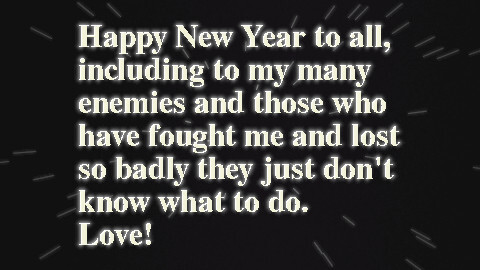 Happy New Year to all,
including to my many
enemies and those who
have fought me and lost
so badly they just don't
know what to do.
Love!